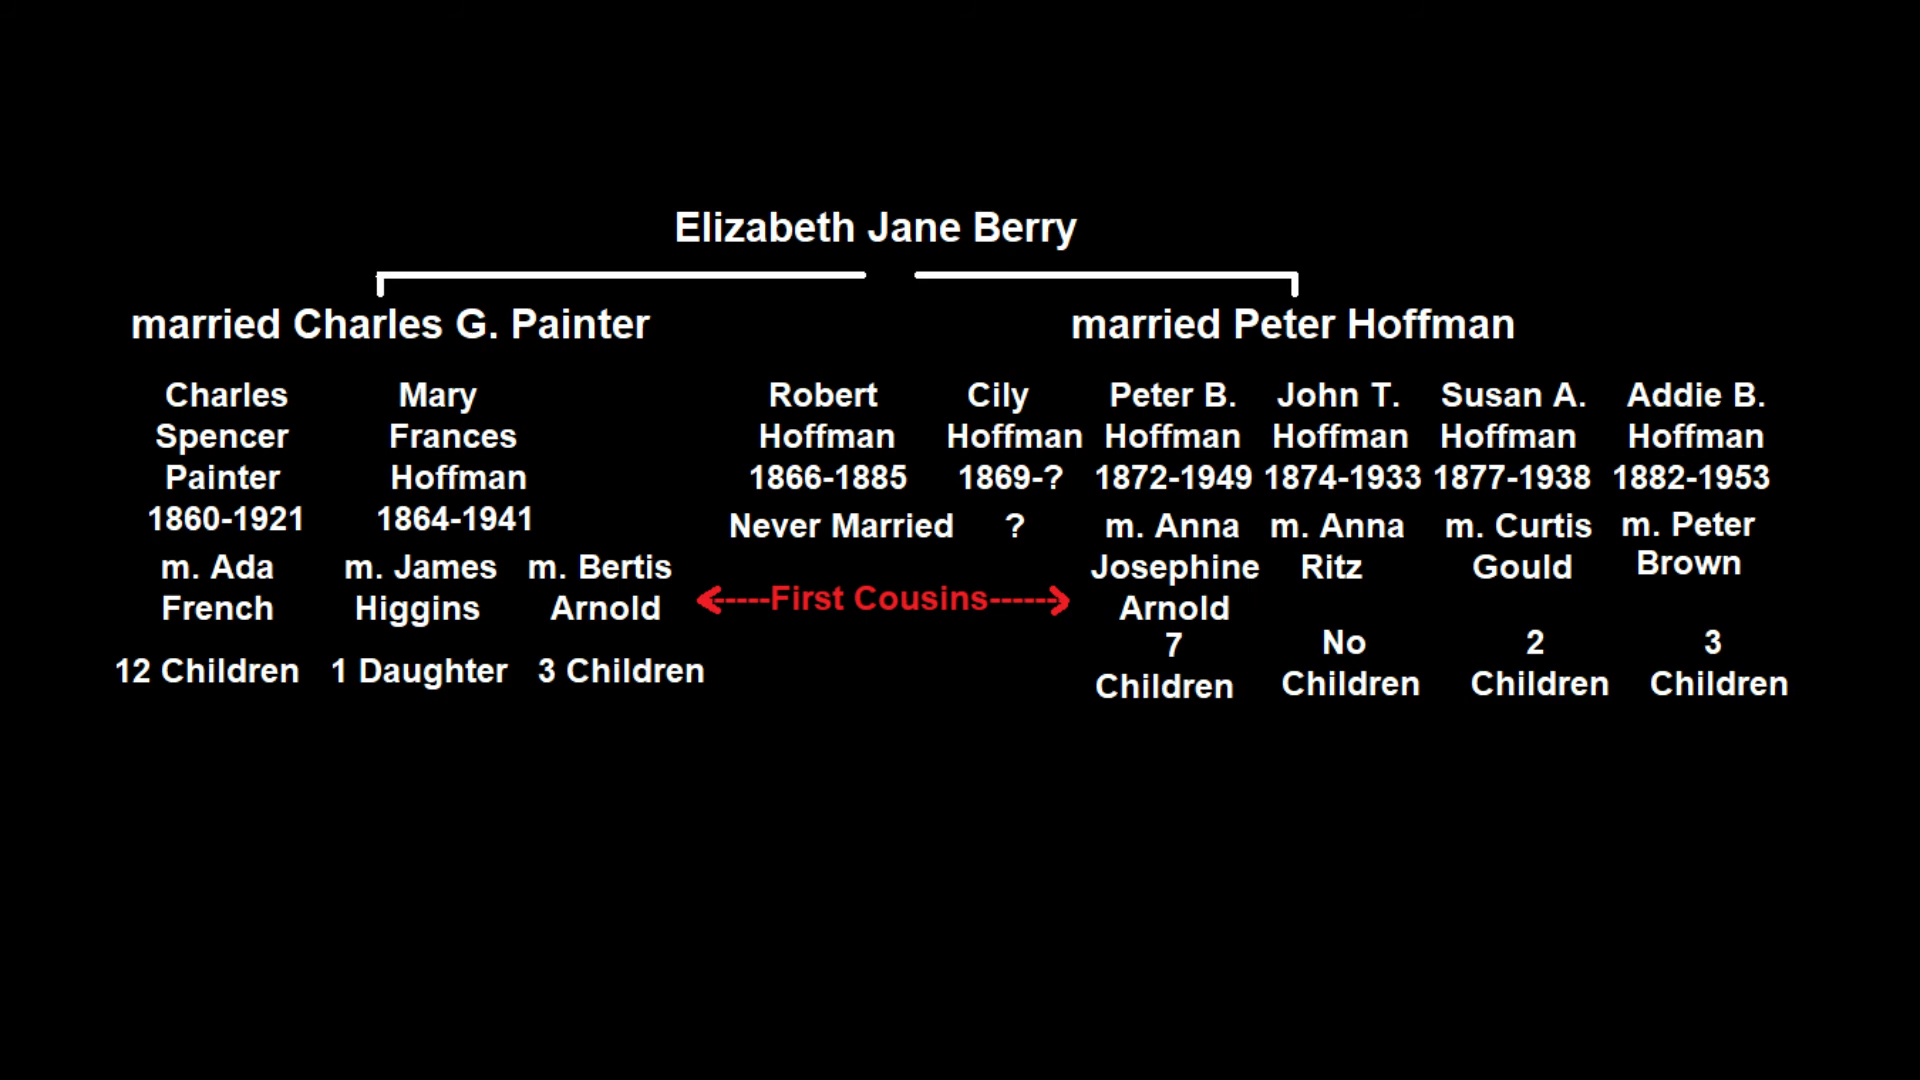 Elizabeth Jane Berry
married Charles G. Painter
married Peter Hoffman
Charles
Spencer
Painter
1860-1921
m. Ada
French
12 Children
Mary
Frances
Hoffman
1864-1941
m. James
Higgins
1 Daughter
m. Bertis
Arnold
3 Children
<-----First Cousins------>
Robert
Hoffman
1866-1885
Never Married
Cily
Hoffman
1869-?
?
Peter B.
Hoffman
1872-1949
m. Anna
Josephine
Arnold
7
Children
John T.
Hoffman
1874-1933
m. Anna
Ritz
No
Children
Susan A.
Hoffman
1877-1938
m. Curtis
Gould
2
Children
Addie B.
Hoffman
1882-1953
m. Peter
Brown
3
Children